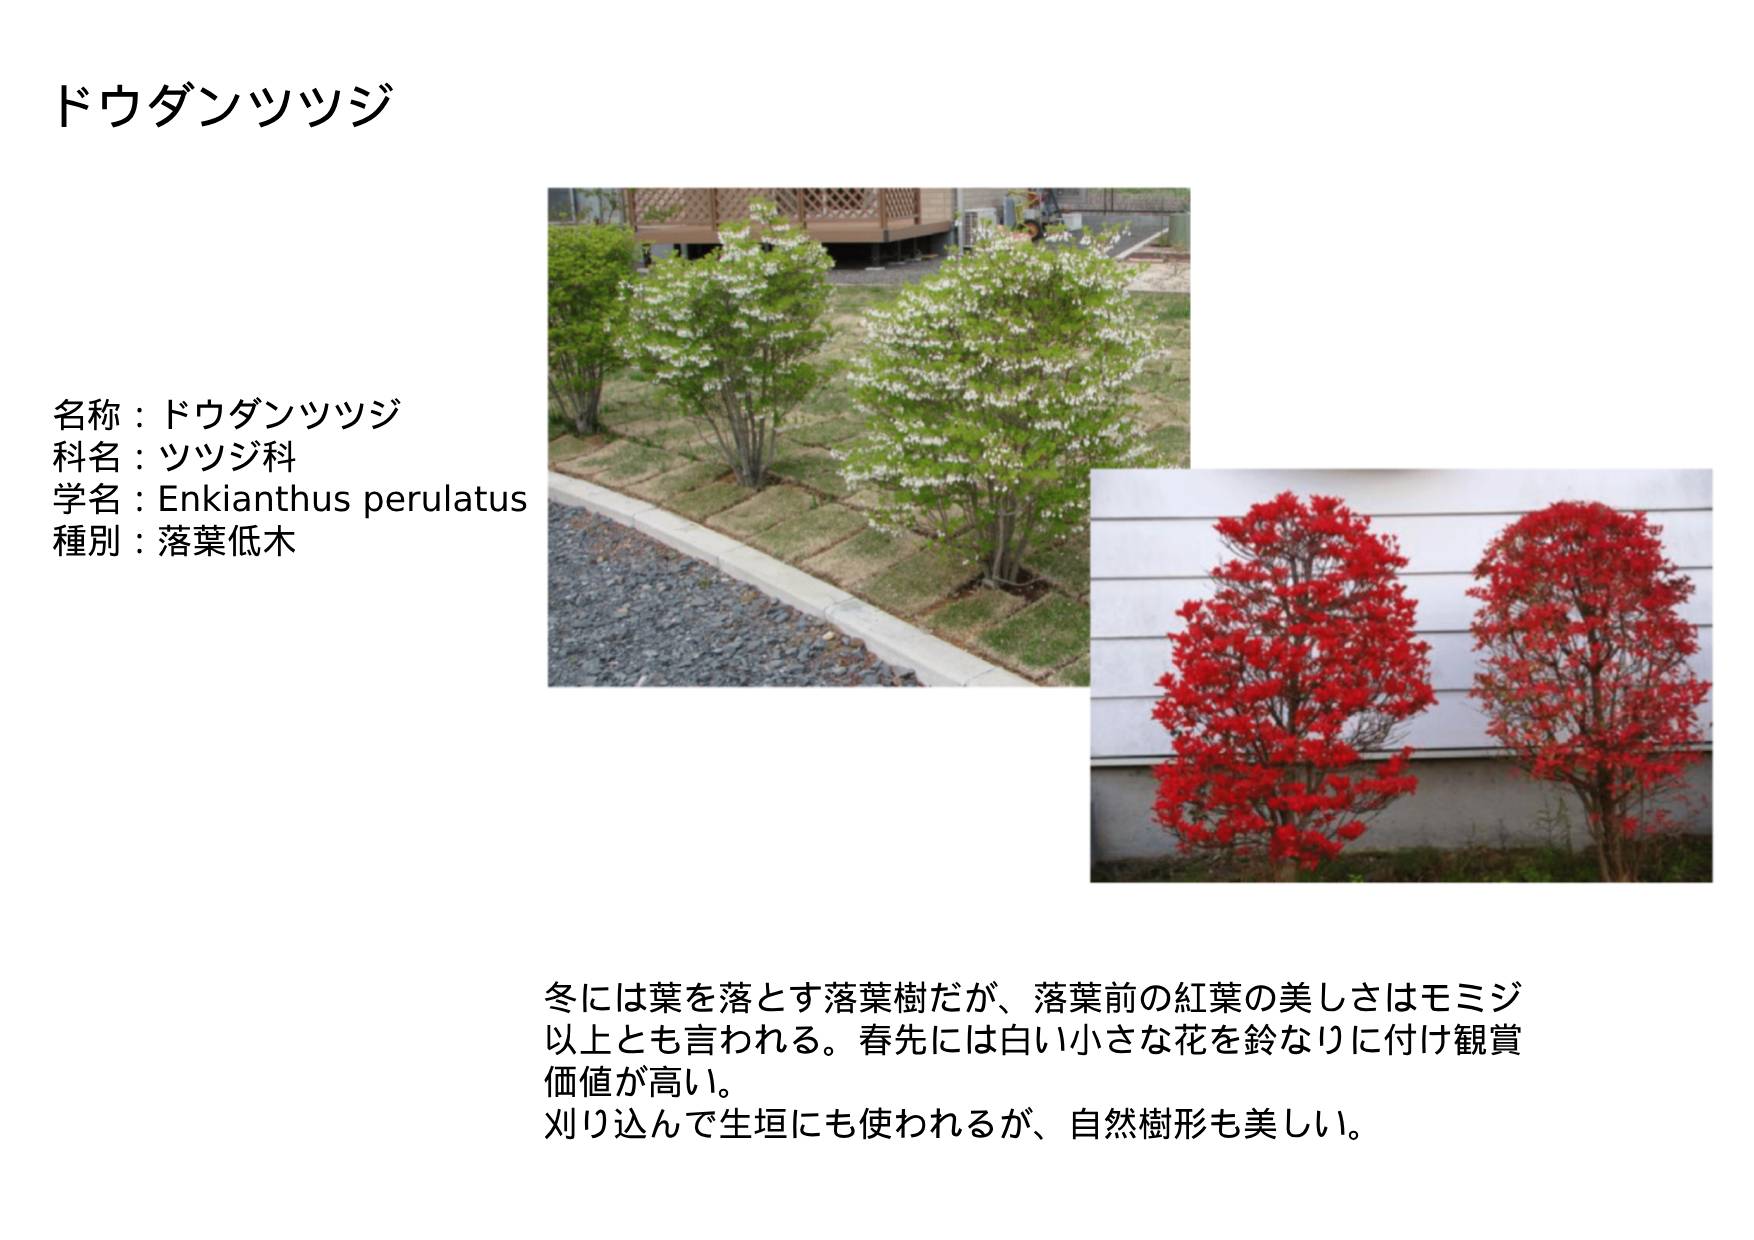 ドウダンツツジ
名称：ドウダンツツジ
科名：ツツジ科
学名：Enkianthus perulatus
種別：落葉低木
冬には葉を落とす落葉樹だが、落葉前の紅葉の美しさはモミジ
以上とも言われる。春先には白い小さな花を鈴なりに付け観賞
価値が高い。
刈り込んで生垣にも使われるが、自然樹形も美しい。